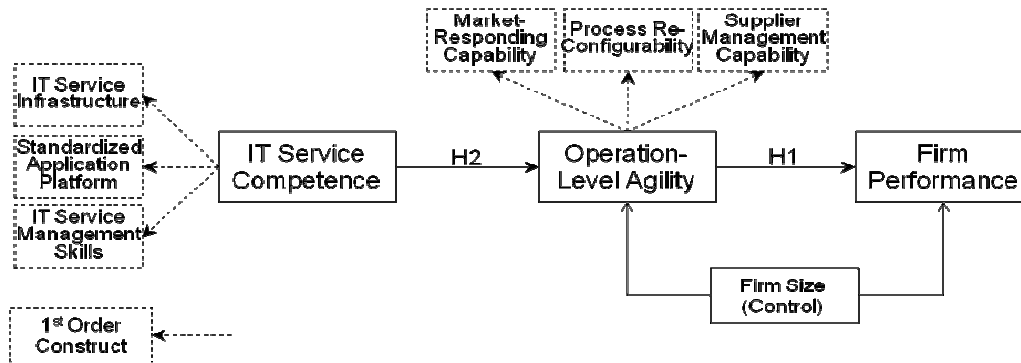 Market-
Responding
Capability
Process Re-
Configurability
Supplier
Management
Capability
IT Service
Infrastructure
Standardized
Application
Platform
IT Service
Management
Skills
IT Service
Competence
H2
Operation-
Level Agility
H1
Firm
Performance
Firm Size
(Control)
1st Order
Construct